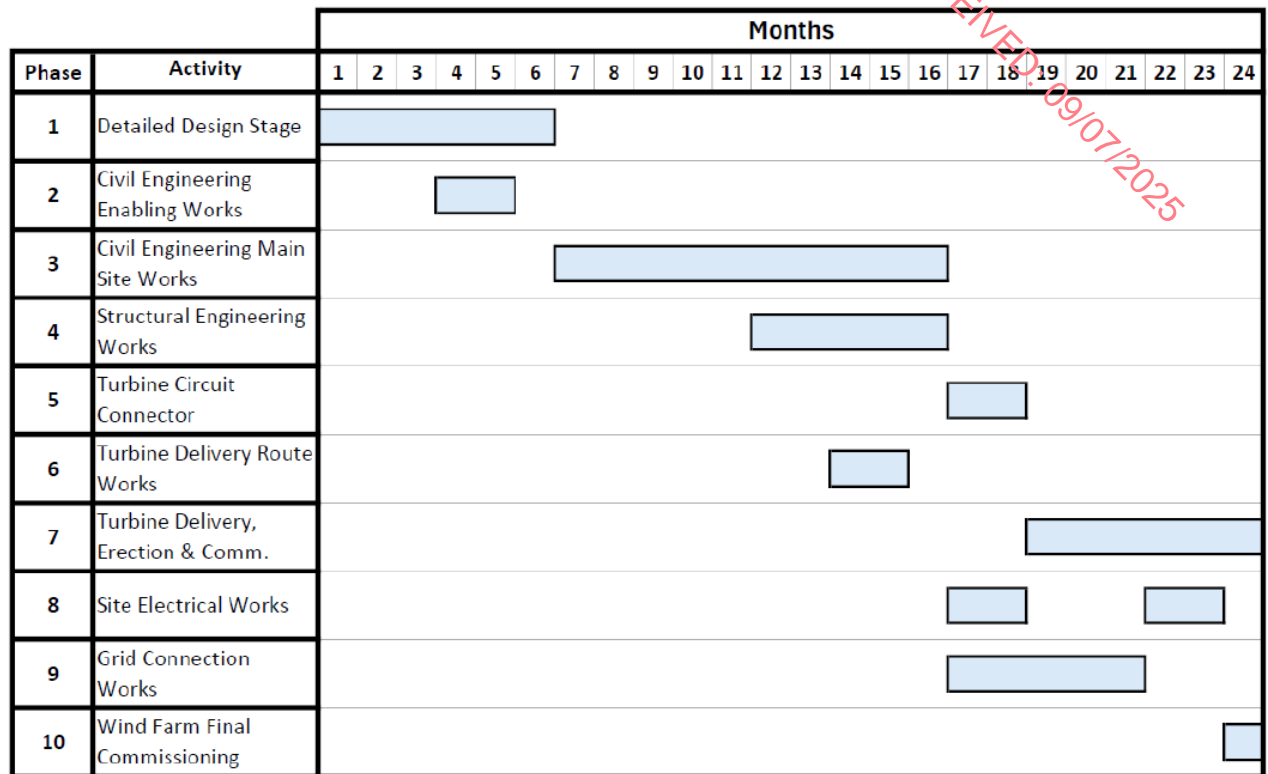 Months
Phase Activity 1 2 3 4 5 6 7 8 9 10 11 12 13 14 15 16 17 18 19 20 21 22 23 24
1 Detailed Design Stage
2 Civil Engineering
Enabling Works
3 Civil Engineering Main
Site Works
4 Structural Engineering
Works
5 Turbine Circuit
Connector
6 Turbine Delivery Route
Works
7 Turbine Delivery,
Erection & Comm.
8 Site Electrical Works
9 Grid Connection
Works
10 Wind Farm Final
Commissioning
EIVED: 09/07/2025